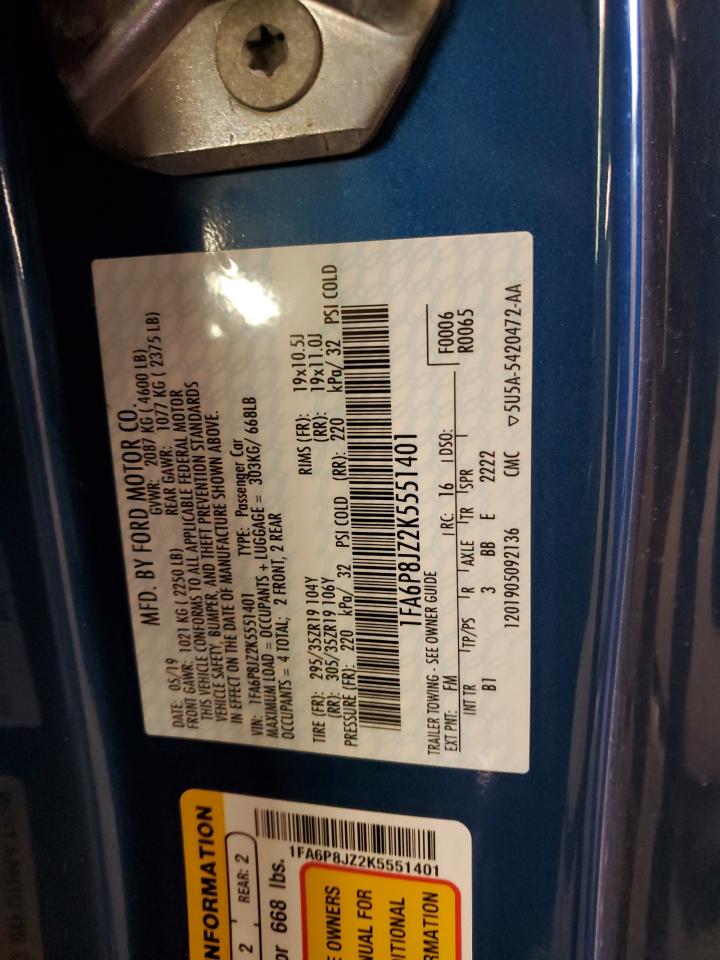 MFD. BY FORD MOTOR CO.
DATE: 05/19 GVWR: 2087 KG ( 4600 LB)
FRONT GAWR: 1021 KG ( 2250 LB) REAR GAWR: 1077 KG ( 2375 LB)
THIS VEHICLE CONFORMS TO ALL APPLICABLE FEDERAL MOTOR
VEHICLE SAFETY, BUMPER, AND THEFT PREVENTION STANDARDS
IN EFFECT ON THE DATE OF MANUFACTURE SHOWN ABOVE.
VIN: 1FA6P8JZ2K5551401 TYPE: Passenger Car
MAXIMUM LOAD = OCCUPANTS + LUGGAGE = 303KG/ 668LB
OCCUPANTS = 4 TOTAL; 2 FRONT, 2 REAR
TIRE (FR): 295/35ZR19 104Y RIMS (FR): 19x10.5J
(RR): 305/35ZR19 106Y (RR): 19x11.0J
PRESSURE (FR): 220 kPa/ 32 PSI COLD (RR): 220 kPa/ 32 PSI COLD
1FA6P8JZ2K5551401
TRAILER TOWING - SEE OWNER GUIDE F0006
EXT PNT: FM RC: 16 DSO: R0065
INT TR TP/PS R AXLE TR SPR
B1 3 BB E 2222
1201905092136 CMC ▽5U5A-5420472-AA
NFORMATION
2 REAR: 2
or 668 lbs.
1FA6P8JZ2K5551401
E OWNERS
NUAL FOR
DITIONAL
RMATION